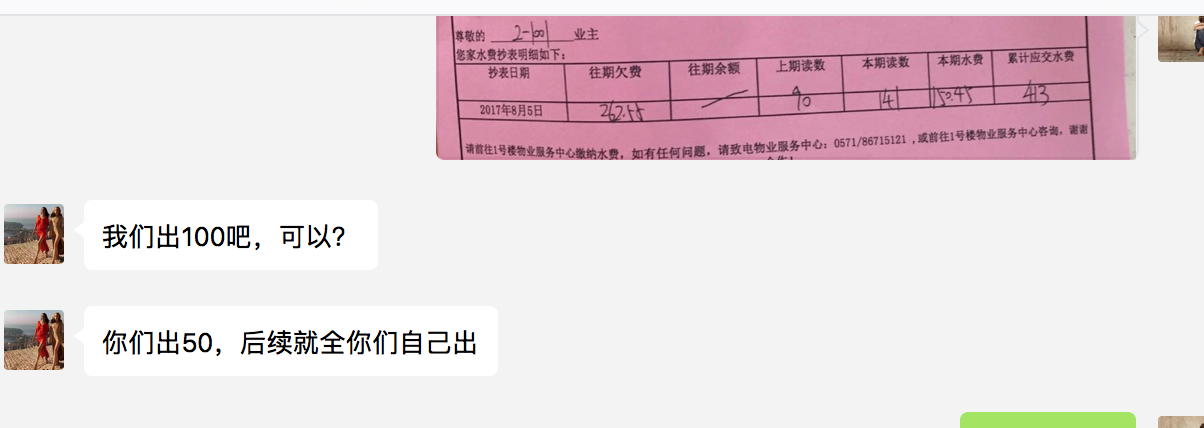 尊敬的 2-1001 业主
您家水费抄表明细如下：
抄表日期 往期欠费 往期余额 上期读数 本期读数 本期水费 累计应交水费
2017年8月5日 262.55 90 141 150.45 413
请前往1号楼物业服务中心缴纳水费，如有任何问题，请致电物业服务中心：0571/86715121，或前往1号楼物业服务中心咨询，谢谢
我们出100吧，可以？
你们出50，后续就全你们自己出